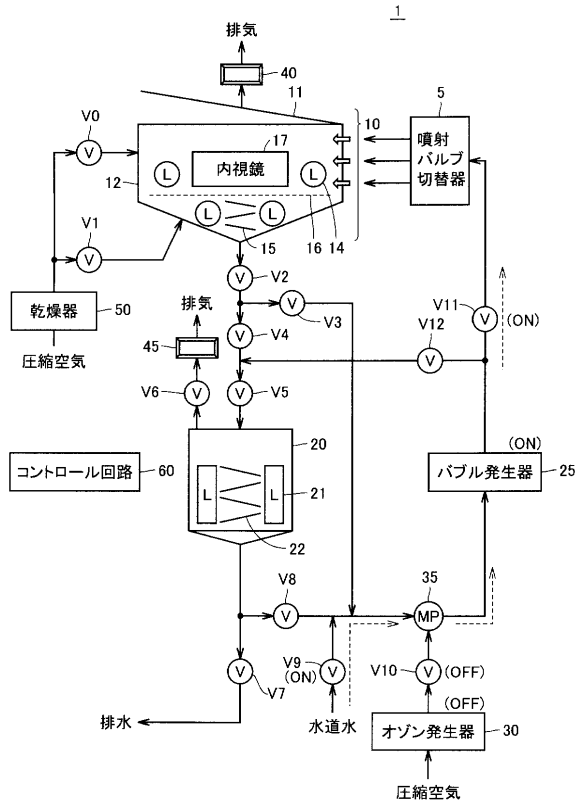 1
排気
40
11
10
5
V0
17
内視鏡
噴射
バルブ
切替器
12
L
L
L
L
14
16
15
V
V1
V
V2
V
V3
V
V11
V
(ON)
乾燥器
50
圧縮空気
排気
45
V4
V
V12
V
V6
V
V5
V
20
(ON)
コントロール回路
60
L
L
21
22
バブル発生器
25
V8
V
35
MP
V7
V
V9
(ON)
V
V10
V
(OFF)
(OFF)
排水
水道水
オゾン発生器
30
圧縮空気